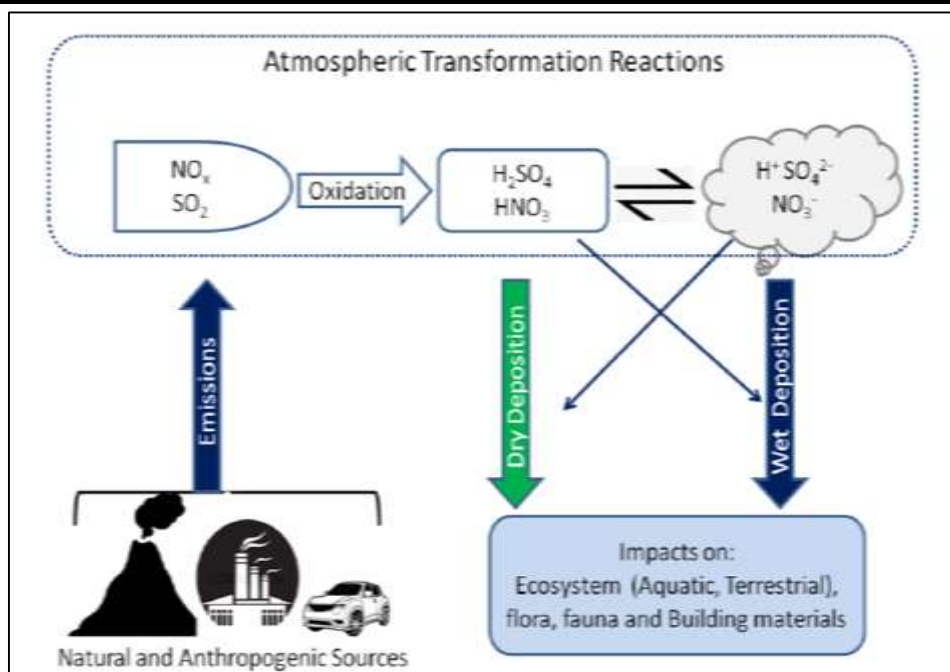 Atmospheric Transformation Reactions
NOₓ
SO₂
Oxidation
H₂SO₄
HNO₃
H⁺ SO₄²⁻
NO₃⁻
Emissions
Dry Deposition
Wet Deposition
Impacts on:
Ecosystem (Aquatic, Terrestrial),
flora, fauna and Building materials
Natural and Anthropogenic Sources